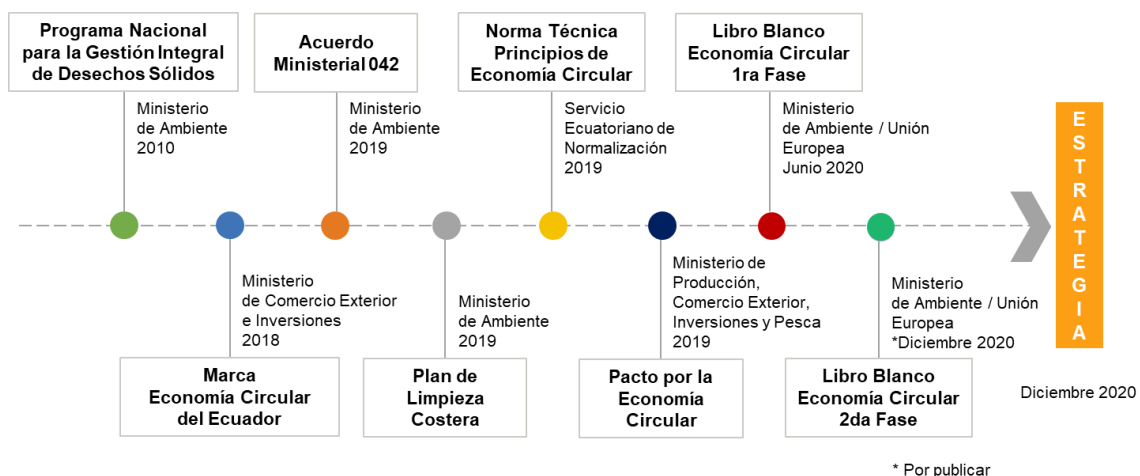 Programa Nacional
para la Gestión Integral
de Desechos Sólidos
Ministerio
de Ambiente
2010
Marca
Economía Circular
del Ecuador
Ministerio
de Comercio Exterior
e Inversiones
2018
Acuerdo
Ministerial 042
Ministerio
de Ambiente
2019
Plan de
Limpieza
Costera
Ministerio
de Ambiente
2019
Norma Técnica
Principios de
Economía Circular
Servicio
Ecuatoriano de
Normalización
2019
Pacto por la
Economía
Circular
Ministerio de
Producción,
Comercio Exterior,
Inversiones y Pesca
2019
Libro Blanco
Economía Circular
1ra Fase
Ministerio
de Ambiente / Unión
Europea
Junio 2020
Libro Blanco
Economía Circular
2da Fase
Ministerio
de Ambiente / Unión
Europea
*Diciembre 2020
ESTRATEGIA
Diciembre 2020
* Por publicar